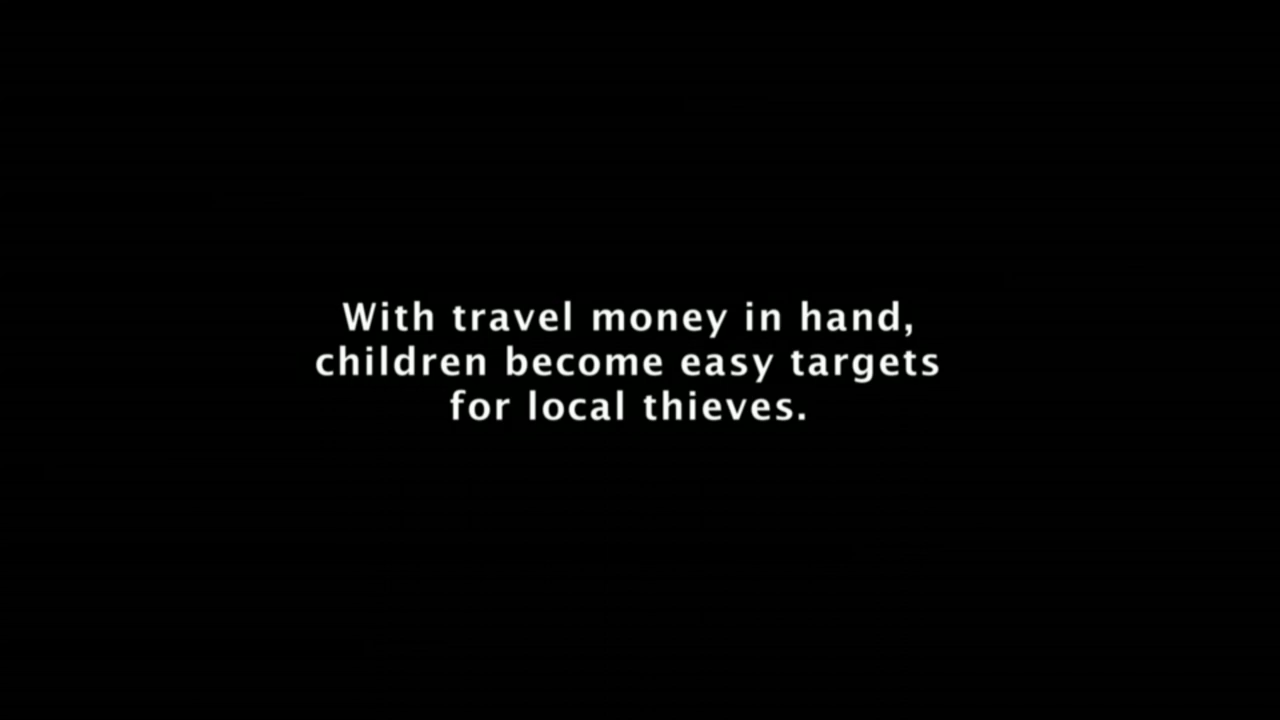 With travel money in hand,
children become easy targets
for local thieves.